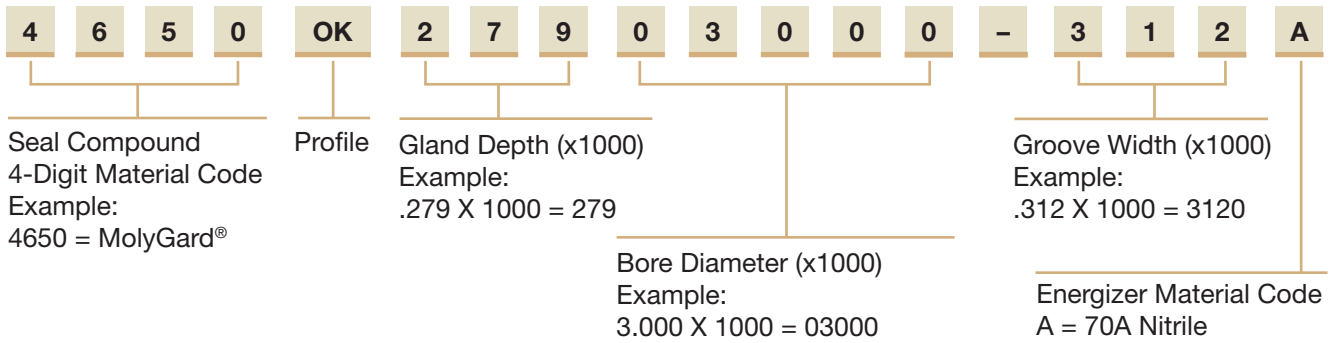 4 6 5 0 OK 2 7 9 0 3 0 0 0 – 3 1 2 A
Seal Compound
4-Digit Material Code
Example:
4650 = MolyGard®
Profile
Gland Depth (x1000)
Example:
.279 X 1000 = 279
Bore Diameter (x1000)
Example:
3.000 X 1000 = 03000
Groove Width (x1000)
Example:
.312 X 1000 = 3120
Energizer Material Code
A = 70A Nitrile